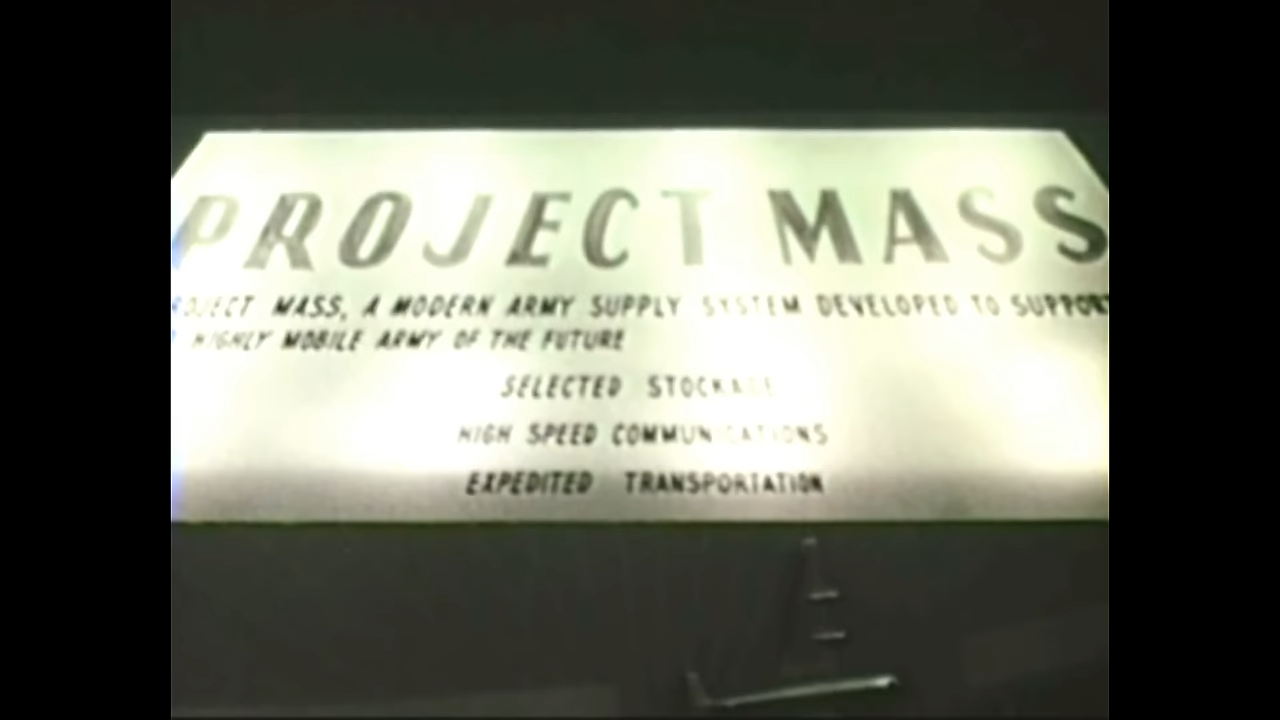 PROJECT MASS
PROJECT MASS, A MODERN ARMY SUPPLY SYSTEM DEVELOPED TO SUPPORT
HIGHLY MOBILE ARMY OF THE FUTURE
SELECTED STOCKAGE
HIGH SPEED COMMUNICATIONS
EXPEDITED TRANSPORTATION